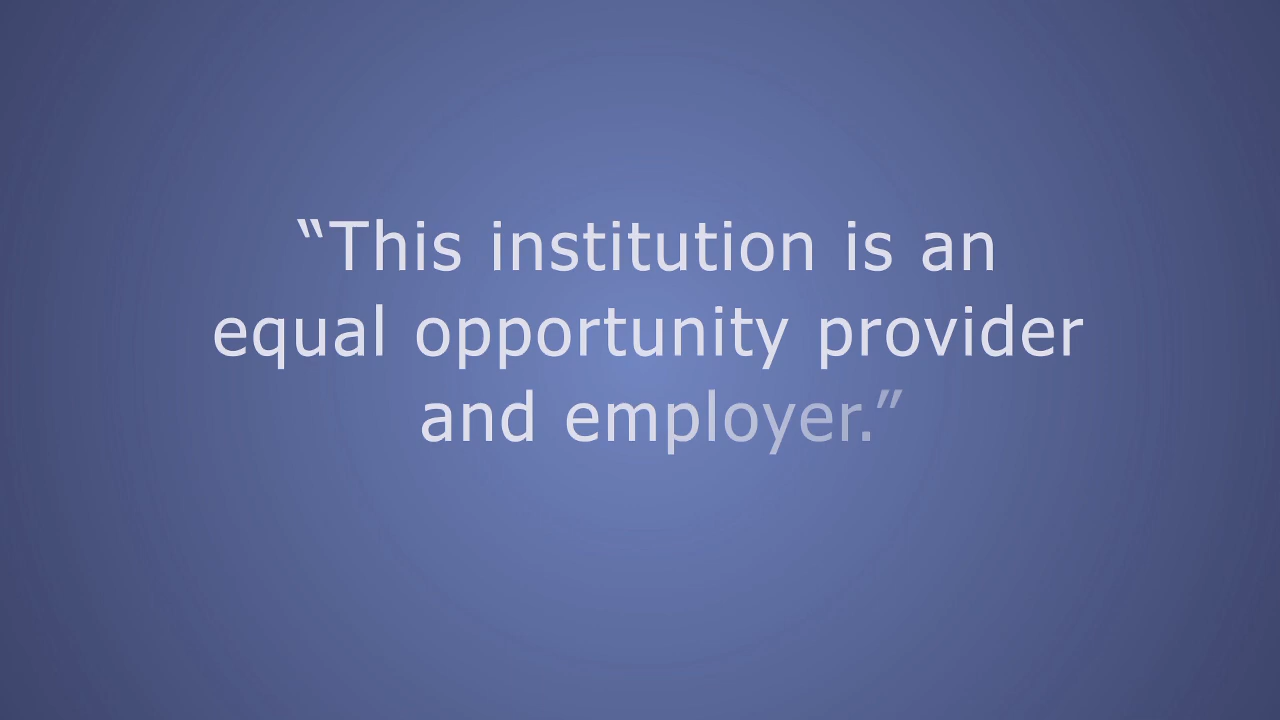 “This institution is an
equal opportunity provider
and employer.”